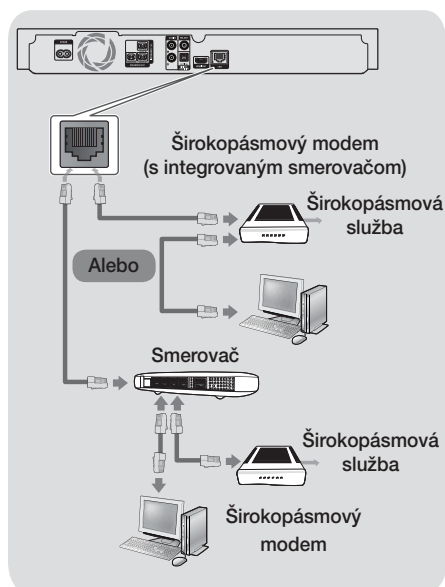 Širokopásmový modem
(s integrovaným smerovačom)
Širokopásmová
služba
Alebo
Smerovač
Širokopásmová
služba
Širokopásmový
modem